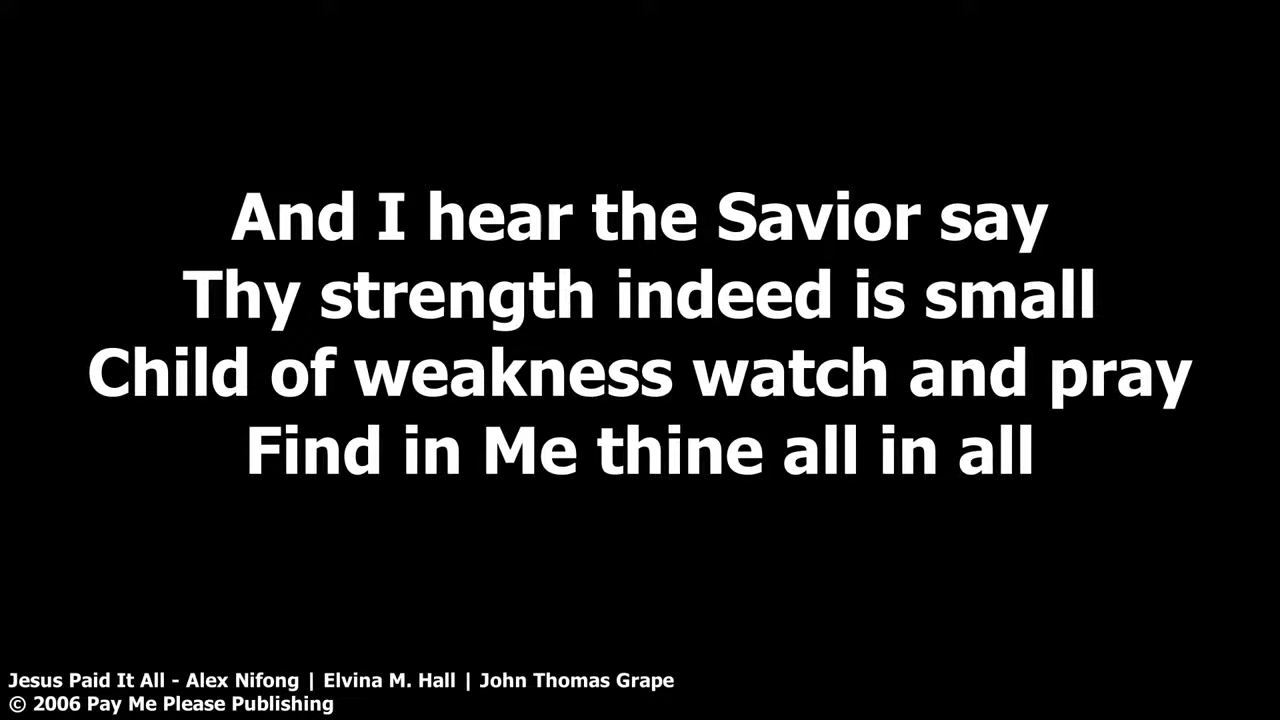 And I hear the Savior say
Thy strength indeed is small
Child of weakness watch and pray
Find in Me thine all in all
Jesus Paid It All - Alex Nifong | Elvina M. Hall | John Thomas Grape
© 2006 Pay Me Please Publishing